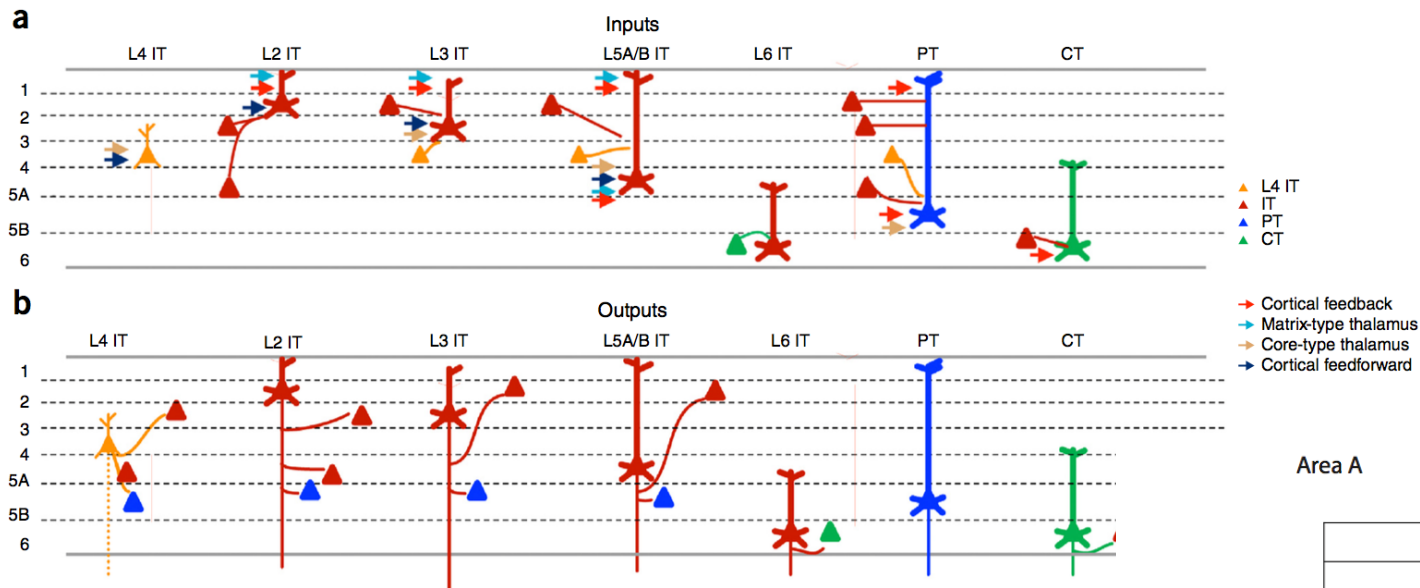 a
Inputs
L4 IT L2 IT L3 IT L5A/B IT L6 IT PT CT
1
2
3
4
5A
5B
6
L4 IT
IT
PT
CT
b
Outputs
L4 IT L2 IT L3 IT L5A/B IT L6 IT PT CT
1
2
3
4
5A
5B
6
Cortical feedback
Matrix-type thalamus
Core-type thalamus
Cortical feedforward
Area A